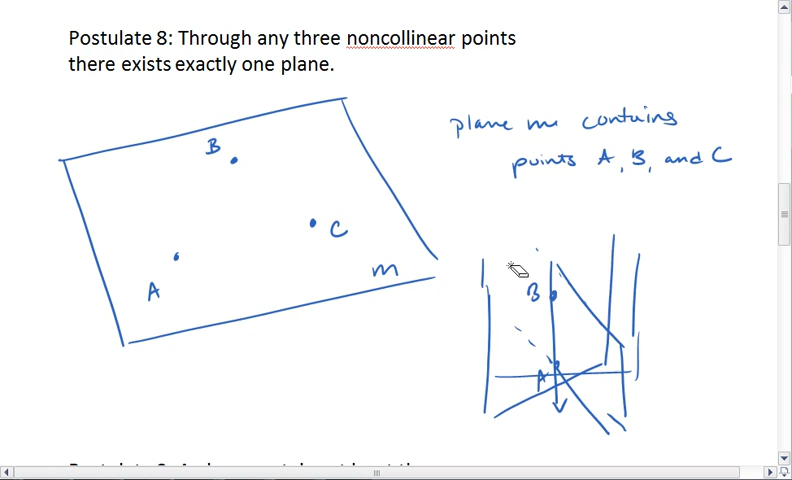 Postulate 8: Through any three noncollinear points
there exists exactly one plane.
plane m contains
points A, B, and C
B
C
A
m
B
A